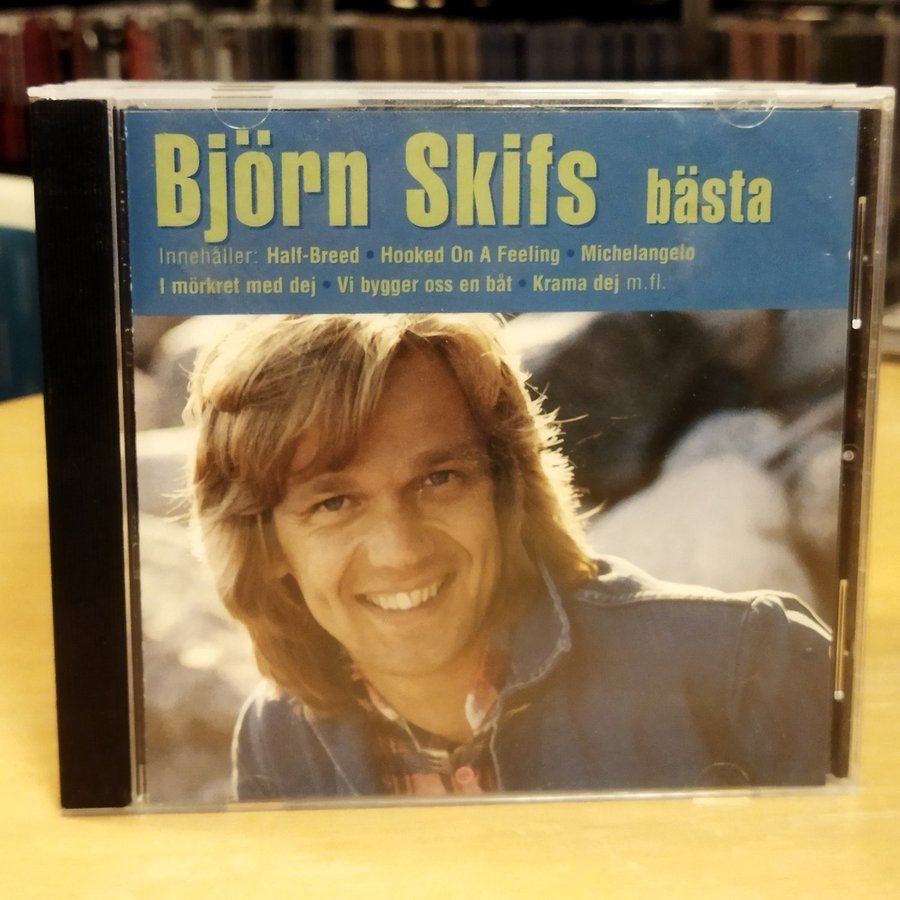 Björn Skifs bästa
Innehåller: Half-Breed • Hooked On A Feeling • Michelangelo
I mörkret med dej • Vi bygger oss en båt • Krama dej m.fl.